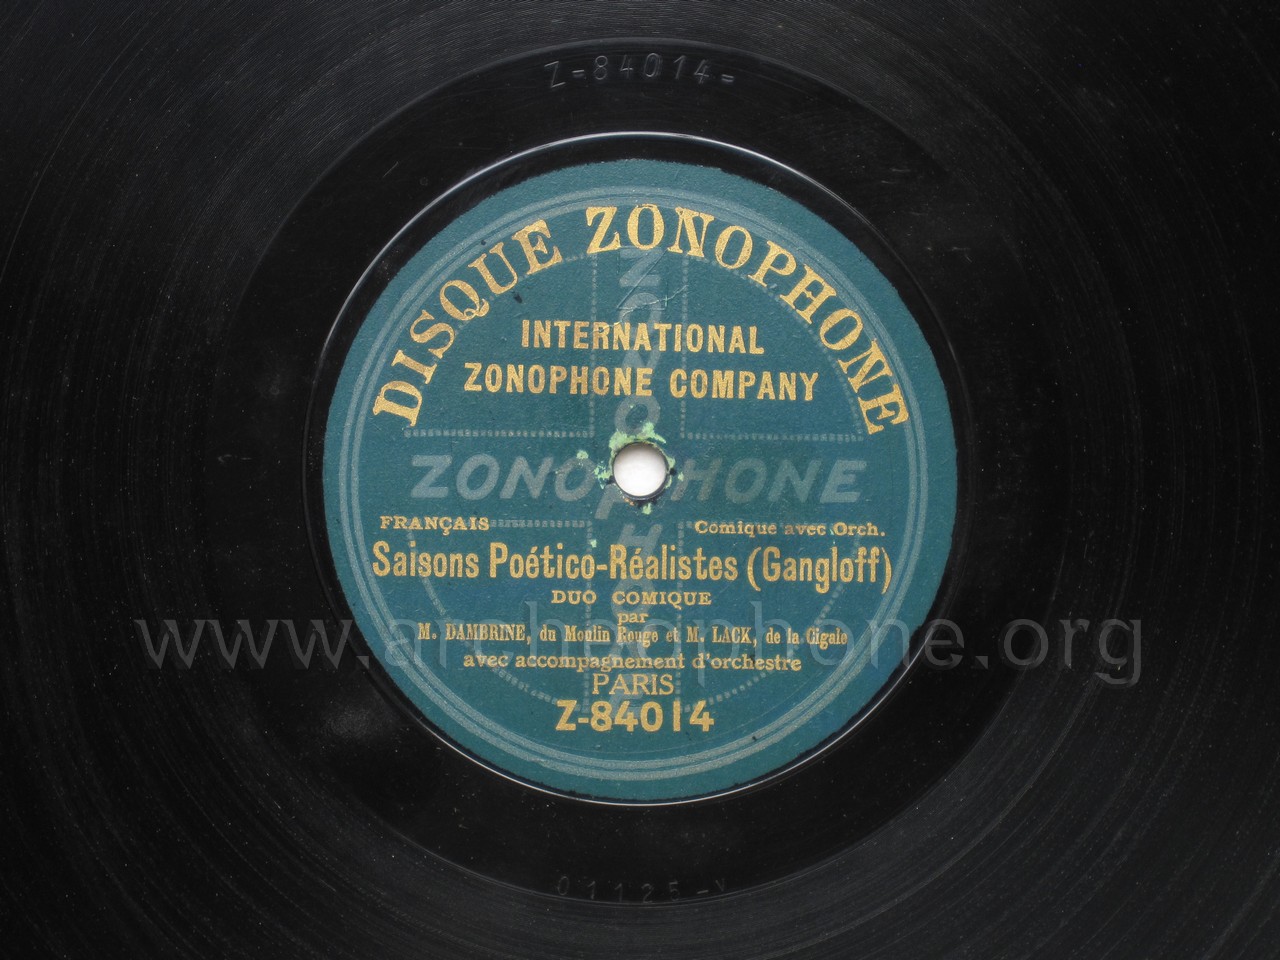 Z-84014-
DISQUE ZONOPHONE
INTERNATIONAL
ZONOPHONE COMPANY
ZONOPHONE
ZONOPHONE
FRANÇAIS
Comique avec Orch.
Saisons Poético-Réalistes (Gangloff)
DUO COMIQUE
par
M. DAMBRINE, du Moulin Rouge et M. LACK, de la Cigale
www.archeophone.org
avec accompagnement d'orchestre
PARIS
Z-84014
01125-v